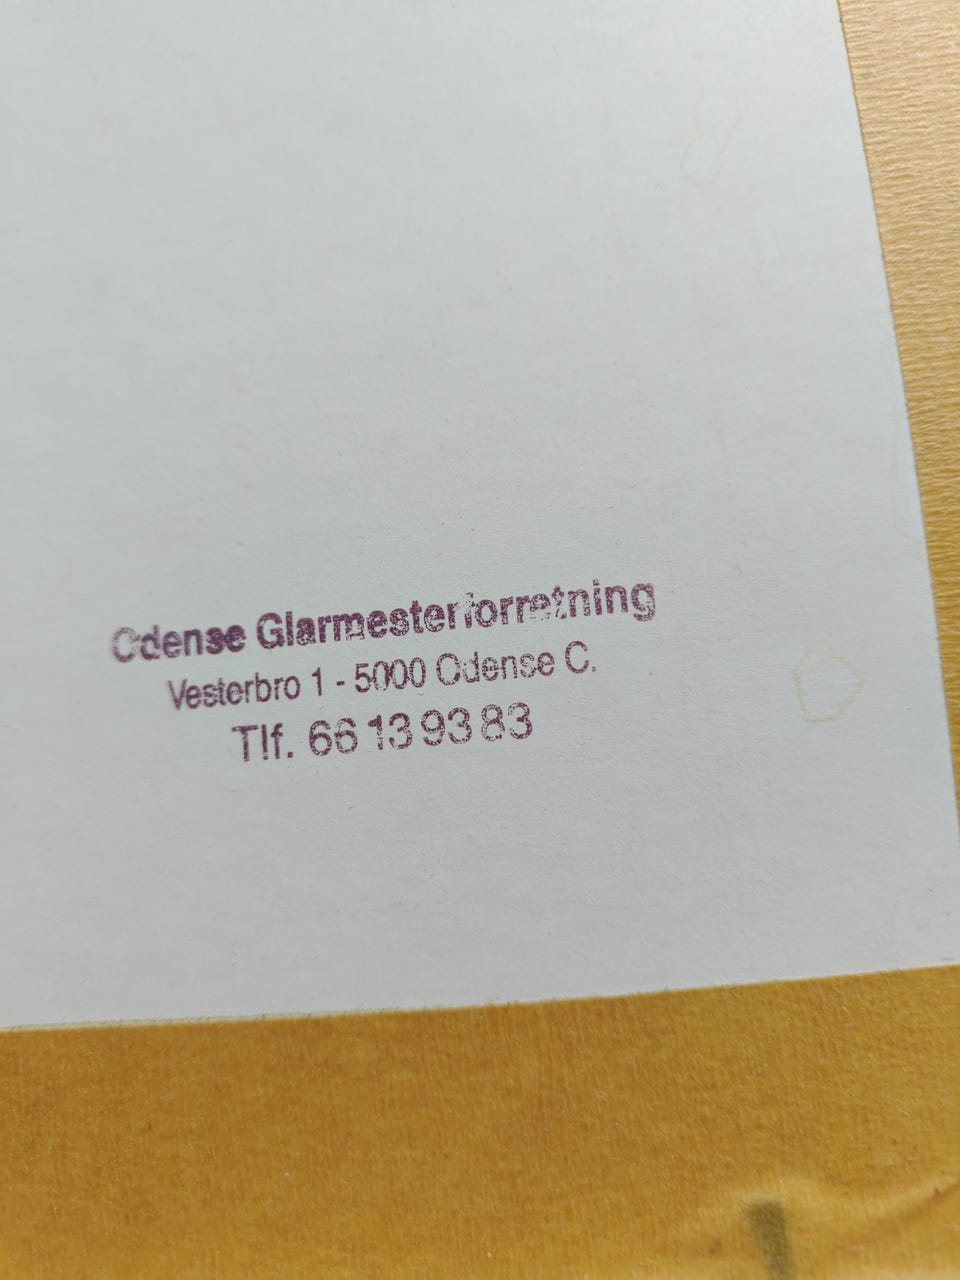 Odense Glarmesterforretning
Vesterbro 1 - 5000 Odense C.
Tlf. 66 13 93 83